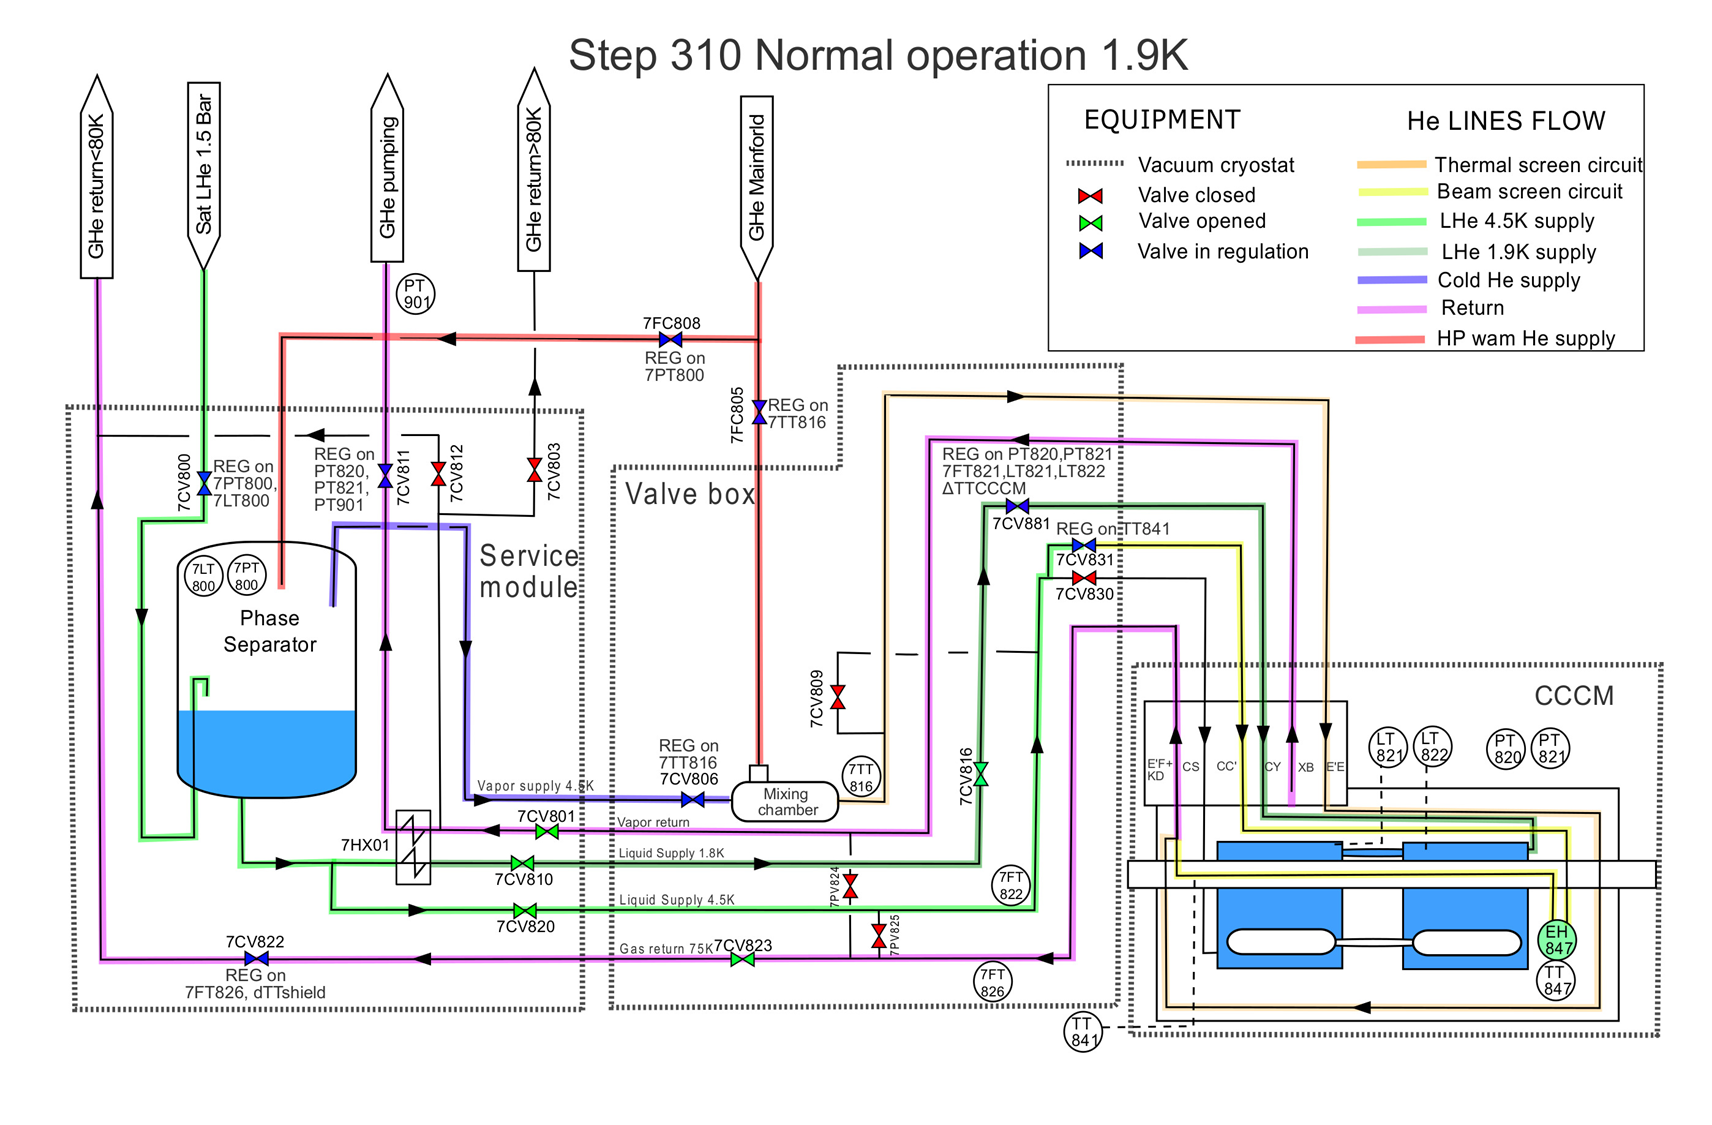 Step 310 Normal operation 1.9K
GHe return<80K
Sat LHe 1.5 Bar
GHe pumping
GHe return>80K
GHe Mainforld
EQUIPMENT
Vacuum cryostat
Valve closed
Valve opened
Valve in regulation
He LINES FLOW
Thermal screen circuit
Beam screen circuit
LHe 4.5K supply
LHe 1.9K supply
Cold He supply
Return
HP wam He supply
PT
901
7FC808
REG on
7PT800
7FC805
REG on
7TT816
7CV800
REG on
7PT800,
7LT800
REG on
PT820,
PT821,
PT901
7CV811
7CV812
7CV803
Service
module
Valve box
REG on PT820,PT821
7FT821,LT821,LT822
ΔTTCCCM
7CV881
REG on TT841
7CV831
7CV830
7LT
800
7PT
800
Phase
Separator
7CV809
7CV816
REG on
7TT816
7CV806
7TT
816
Mixing
chamber
Vapor supply 4.5K
7CV801
Vapor return
7HX01
Liquid Supply 1.8K
7CV810
7PV824
7FT
822
Liquid Supply 4.5K
7CV820
7PV825
7CV822
Gas return 75K
7CV823
REG on
7FT826, dTTshield
7FT
826
CCCM
LT
821
LT
822
PT
820
PT
821
E'F+
KD
CS
CC'
CY
XB
E'E
EH
847
TT
847
TT
841